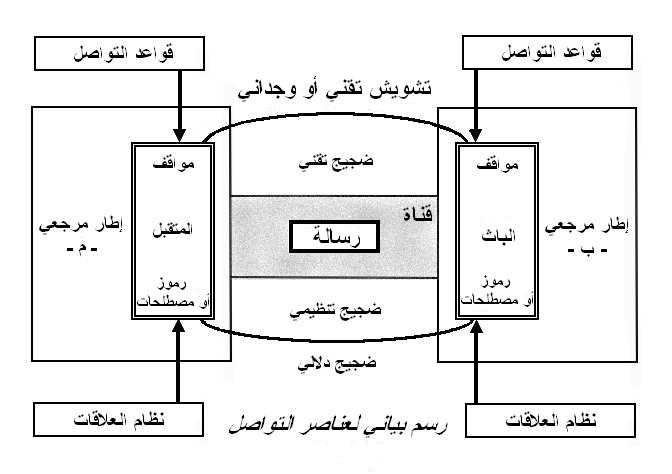 قواعد التواصل
قواعد التواصل
تشويش تقني أو وجداني
مواقف
الباث
رموز
أو مصطلحات
إطار مرجعي
- ب -
ضجيج تقني
قناة
رسالة
ضجيج تنظيمي
ضجيج دلالي
مواقف
المتقبل
رموز
أو مصطلحات
إطار مرجعي
- م -
نظام العلاقات
نظام العلاقات
رسم بياني لعناصر التواصل